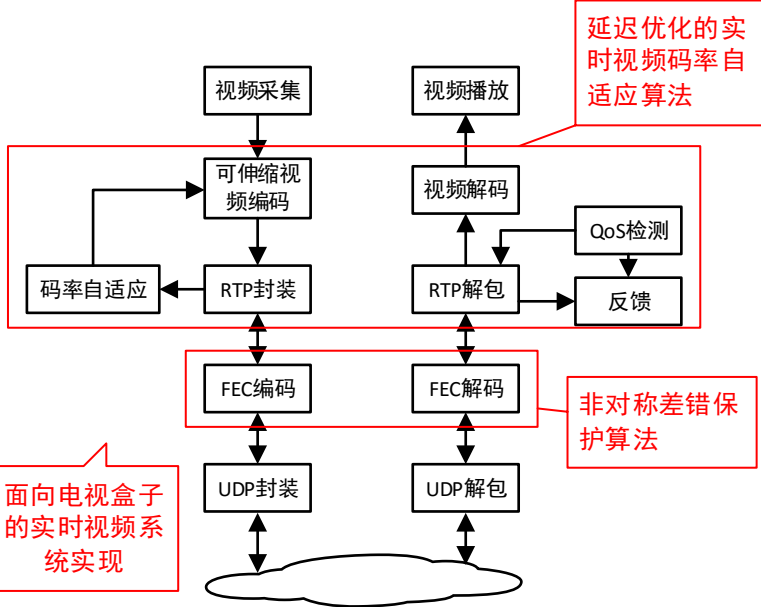 延迟优化的实
时视频码率自
适应算法
视频采集
视频播放
可伸缩视
频编码
视频解码
QoS检测
码率自适应
RTP封装
RTP解包
反馈
FEC编码
FEC解码
非对称差错保
护算法
面向电视盒子
的实时视频系
统实现
UDP封装
UDP解包